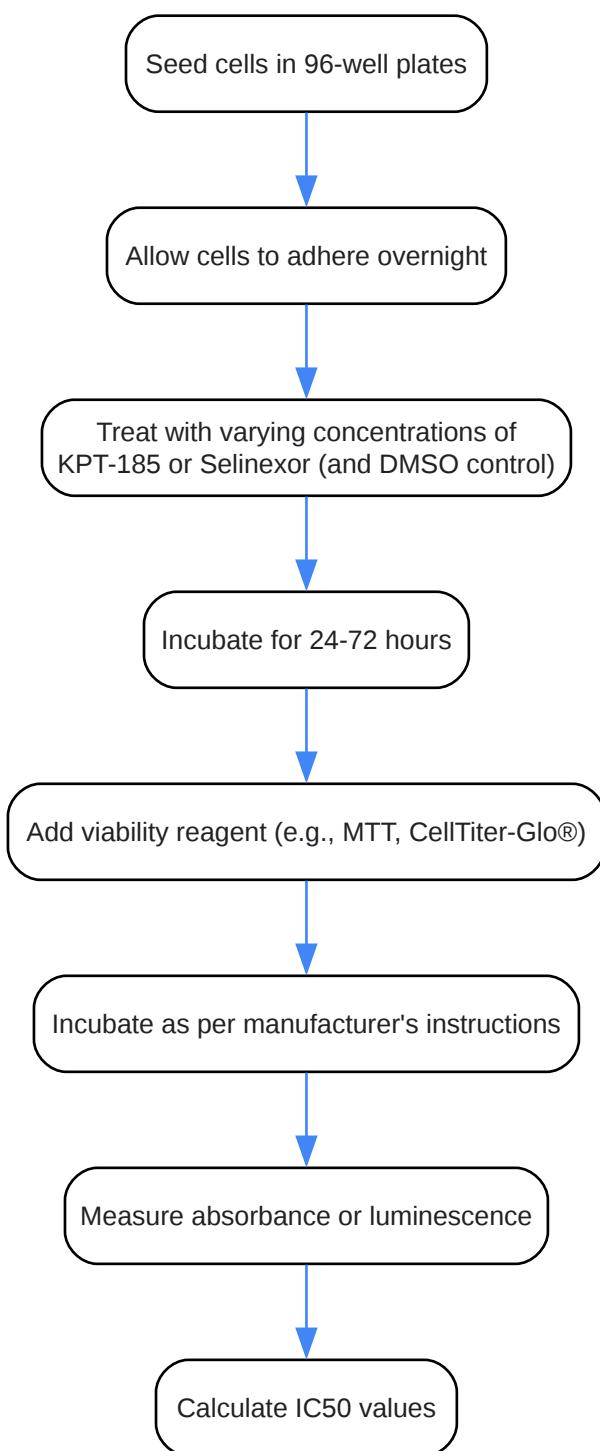 Seed cells in 96-well plates
Allow cells to adhere overnight
Treat with varying concentrations of
KPT-185 or Selinexor (and DMSO control)
Incubate for 24-72 hours
Add viability reagent (e.g., MTT, CellTiter-Glo®)
Incubate as per manufacturer's instructions
Measure absorbance or luminescence
Calculate IC50 values